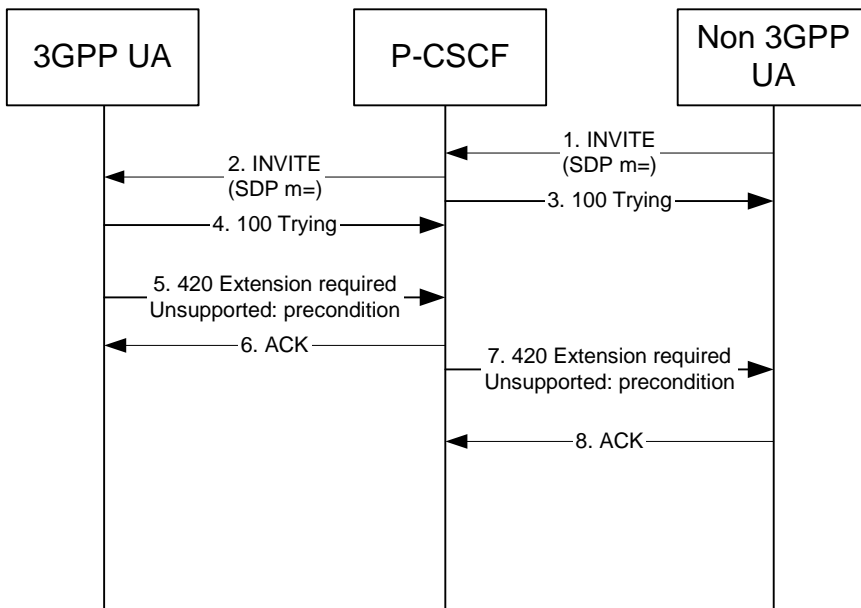 3GPP UA
P-CSCF
Non 3GPP
UA
1. INVITE
(SDP m=)
2. INVITE
(SDP m=)
3. 100 Trying
4. 100 Trying
5. 420 Extension required
Unsupported: precondition
6. ACK
7. 420 Extension required
Unsupported: precondition
8. ACK